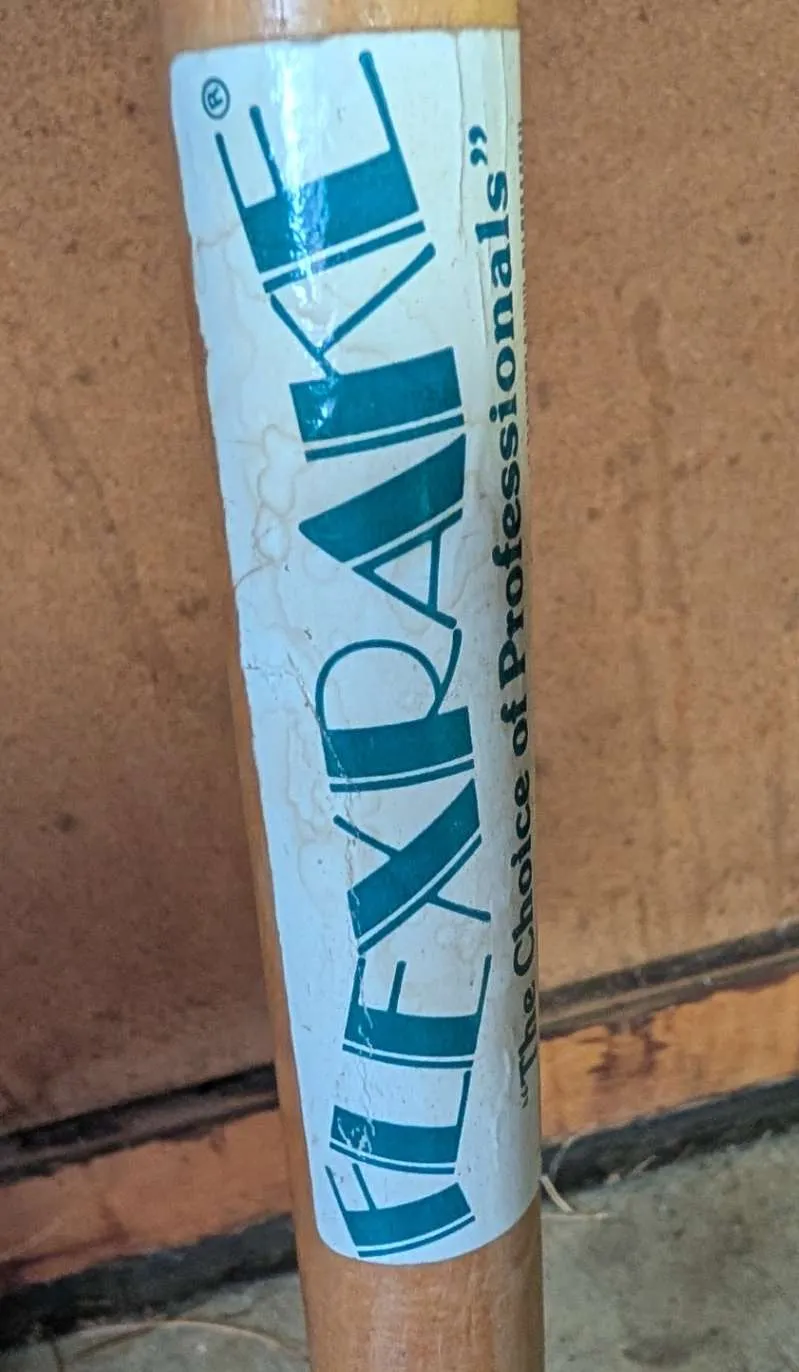 FLEXRAKE®
“The Choice of Professionals”